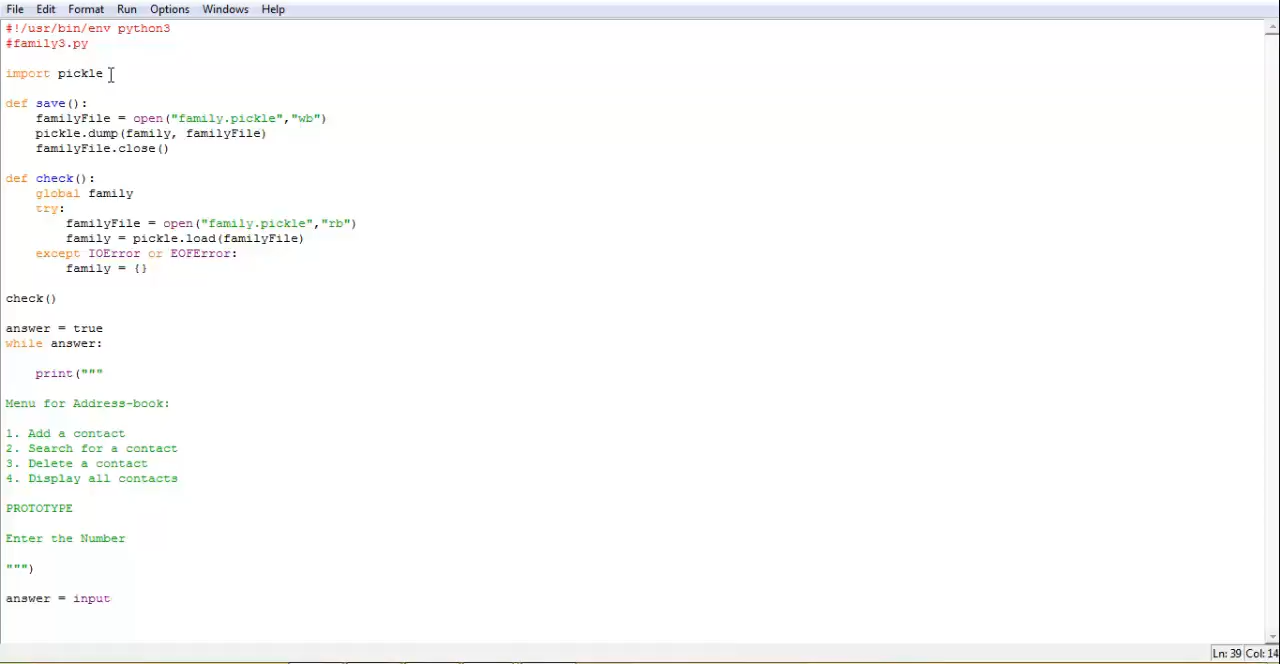 File Edit Format Run Options Windows Help
#!/usr/bin/env python3
#family3.py
import pickle
def save():
familyFile = open("family.pickle","wb")
pickle.dump(family, familyFile)
familyFile.close()
def check():
global family
try:
familyFile = open("family.pickle","rb")
family = pickle.load(familyFile)
except IOError or EOFError:
family = {}
check()
answer = true
while answer:
print("""
Menu for Address-book:
1. Add a contact
2. Search for a contact
3. Delete a contact
4. Display all contacts
PROTOTYPE
Enter the Number
""")
answer = input
Ln: 39 Col: 14